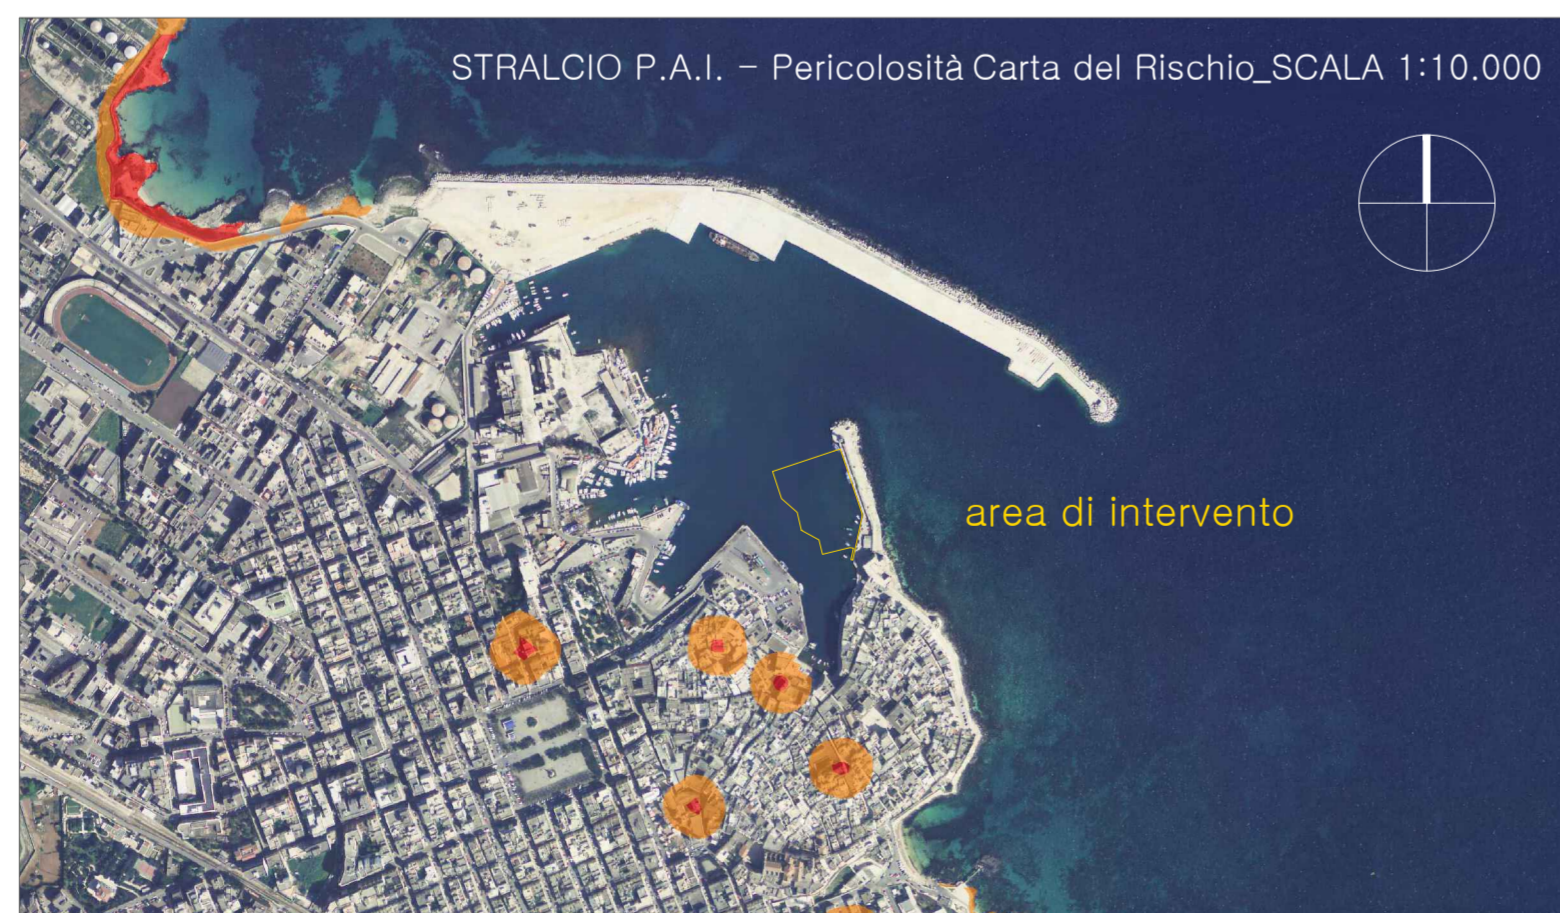 STRALCIO P.A.I. - Pericolosità Carta del Rischio_SCALA 1:10.000
area di intervento